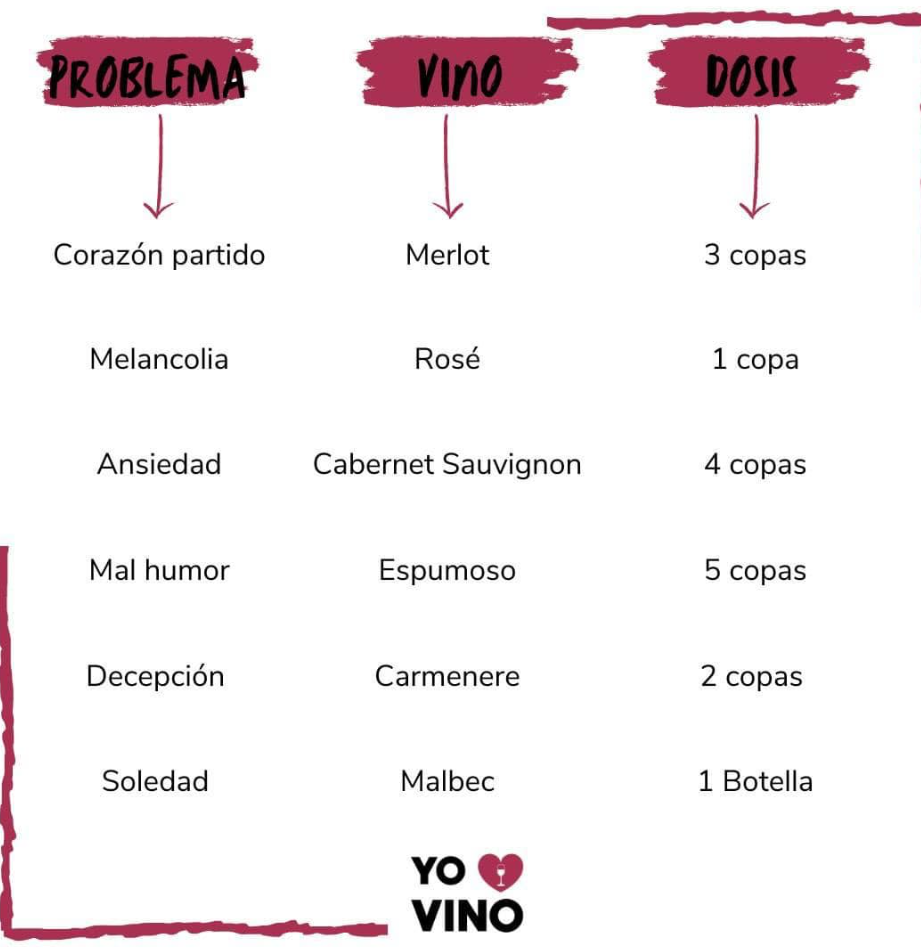 PROBLEMA VINO DOSIS
Corazón partido Merlot 3 copas
Melancolia Rosé 1 copa
Ansiedad Cabernet Sauvignon 4 copas
Mal humor Espumoso 5 copas
Decepción Carmenere 2 copas
Soledad Malbec 1 Botella
YO
VINO